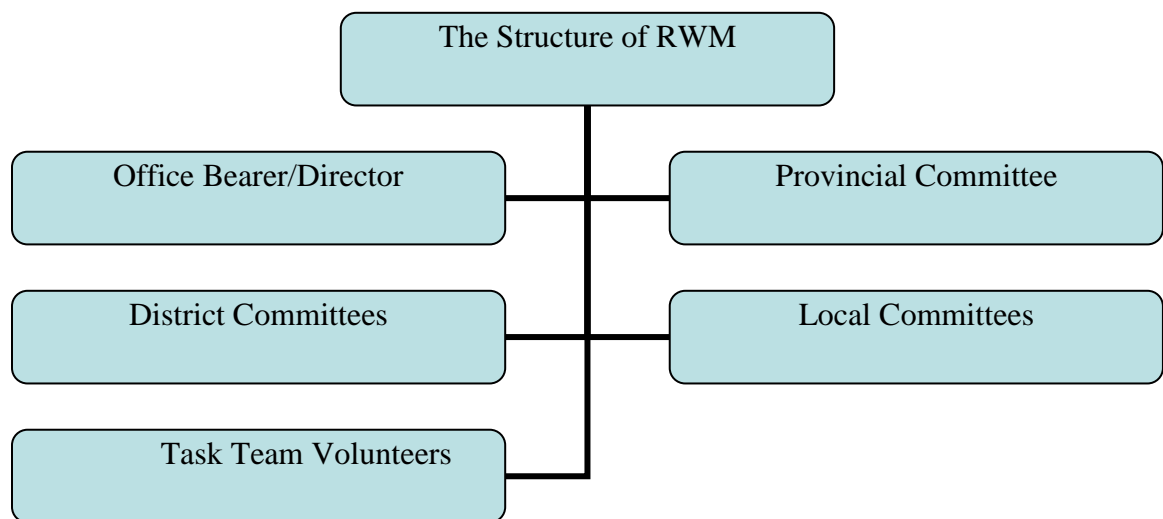 The Structure of RWM
Office Bearer/Director
Provincial Committee
District Committees
Local Committees
Task Team Volunteers